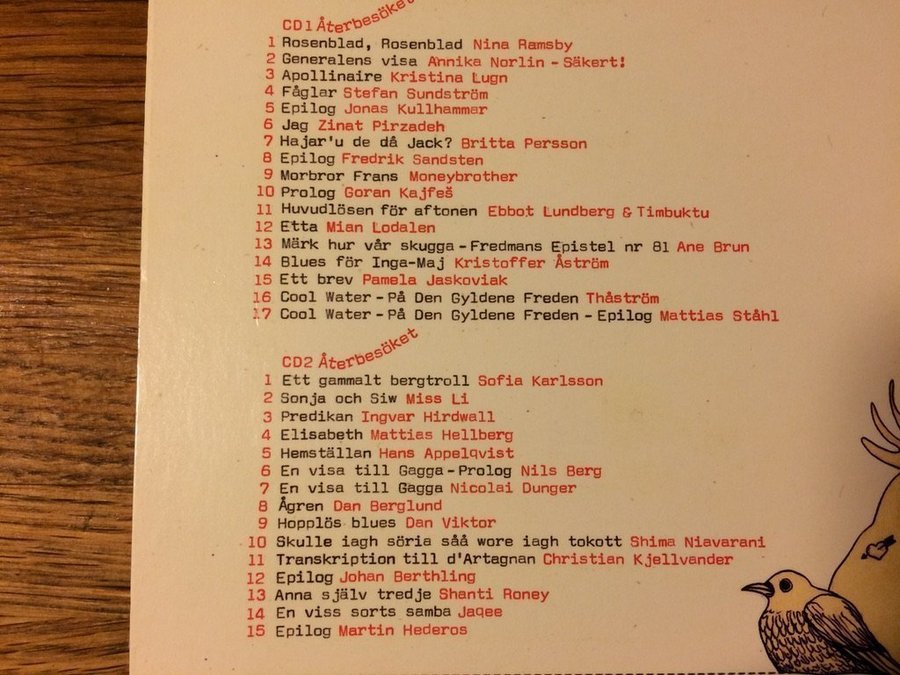 CD1 Återbesöket
1 Rosenblad, Rosenblad Nina Ramsby
2 Generalens visa Annika Norlin - Säkert!
3 Apollinaire Kristina Lugn
4 Fåglar Stefan Sundström
5 Epilog Jonas Kullhammar
6 Jag Zinat Pirzadeh
7 Hajar'u de då Jack? Britta Persson
8 Epilog Fredrik Sandsten
9 Morbror Frans Moneybrother
10 Prolog Goran Kajfeš
11 Huvudlösen för aftonen Ebbot Lundberg & Timbuktu
12 Etta Mian Lodalen
13 Märk hur vår skugga - Fredmans Epistel nr 81 Ane Brun
14 Blues för Inga-Maj Kristoffer Åström
15 Ett brev Pamela Jaskoviak
16 Cool Water - På Den Gyldene Freden Thåström
17 Cool Water - På Den Gyldene Freden - Epilog Mattias Ståhl
CD2 Återbesöket
1 Ett gammalt bergtroll Sofia Karlsson
2 Sonja och Siw Miss Li
3 Predikan Ingvar Hirdwall
4 Elisabeth Mattias Hellberg
5 Hemställan Hans Appelqvist
6 En visa till Gagga - Prolog Nils Berg
7 En visa till Gagga Nicolai Dunger
8 Ågren Dan Berglund
9 Hopplös blues Dan Viktor
10 Skulle iagh söria såå wore iagh tokott Shima Niavarani
11 Transkription till d'Artagnan Christian Kjellvander
12 Epilog Johan Berthling
13 Anna själv tredje Shanti Roney
14 En viss sorts samba Jaqee
15 Epilog Martin Hederos